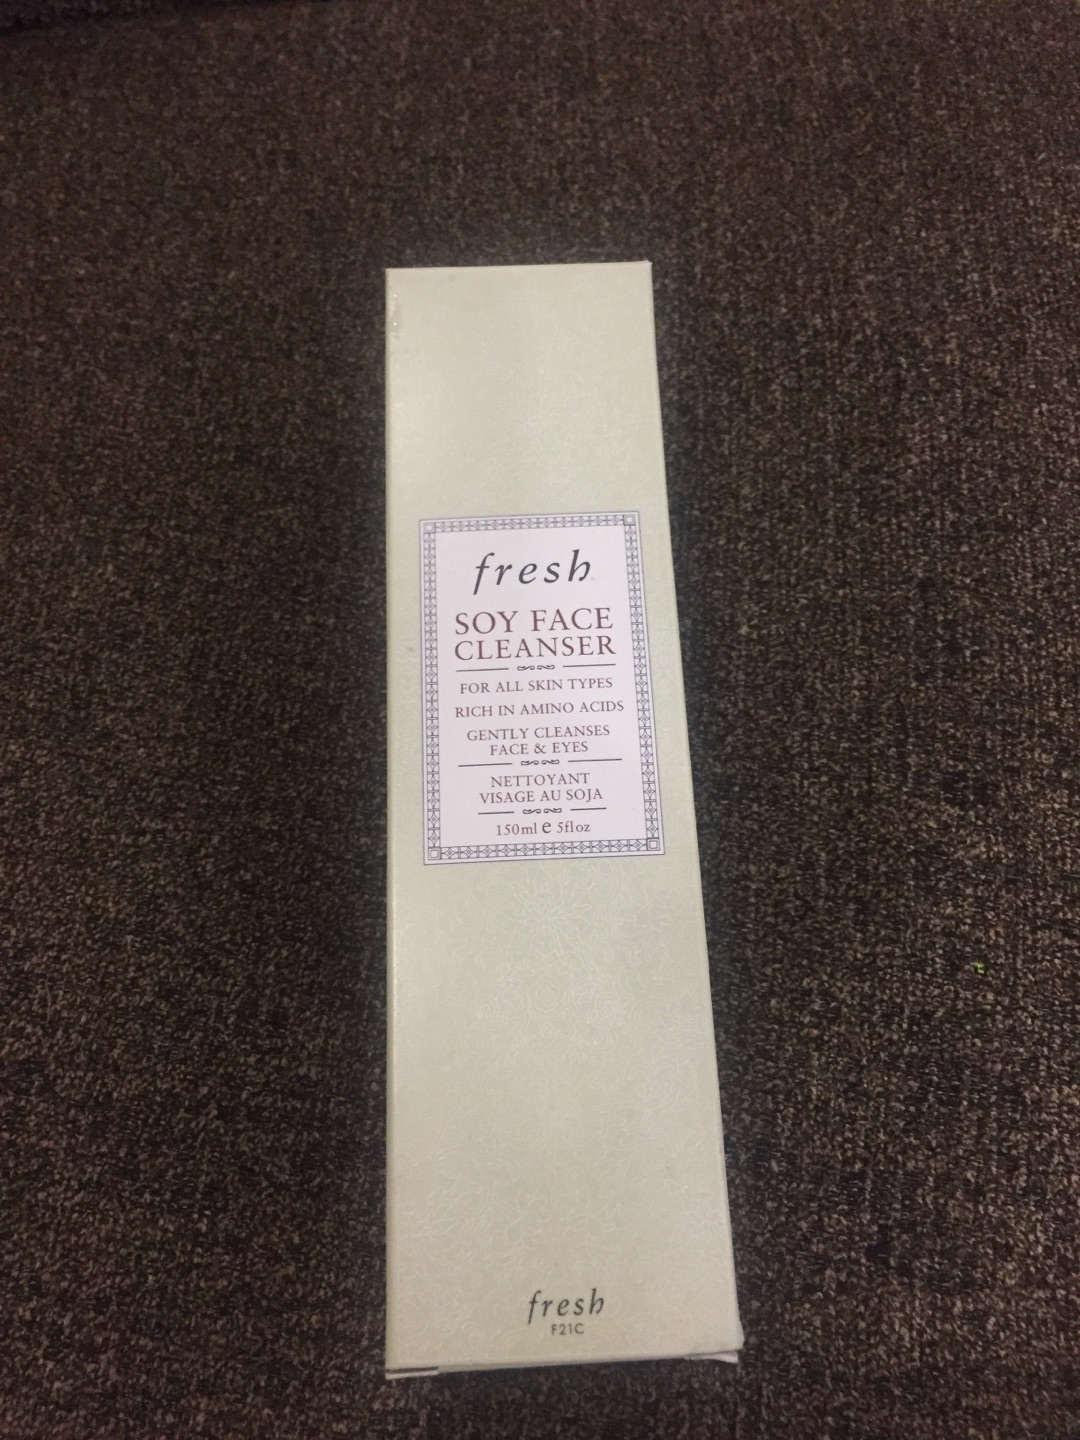 fresh
SOY FACE
CLEANSER
FOR ALL SKIN TYPES
RICH IN AMINO ACIDS
GENTLY CLEANSES
FACE & EYES
NETTOYANT
VISAGE AU SOJA
150ml e 5fl oz
fresh
F21C